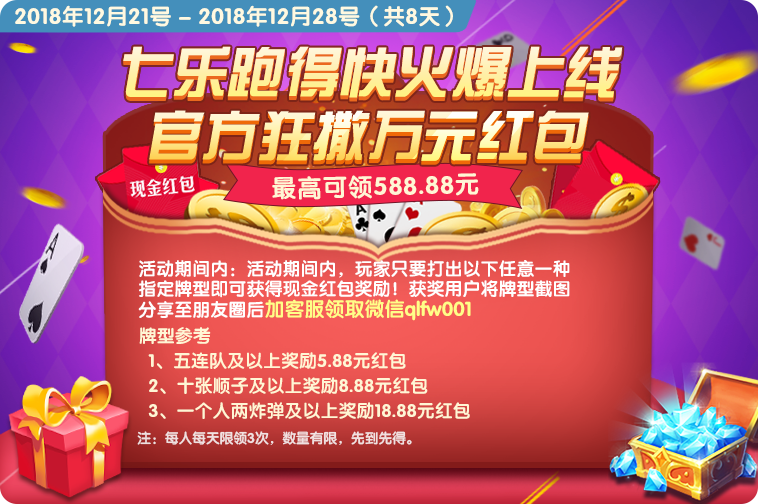 2018年12月21号 – 2018年12月28号（共8天）
七乐跑得快火爆上线
官方狂撒万元红包
现金红包
最高可领588.88元
活动期间内：活动期间内，玩家只要打出以下任意一种
指定牌型即可获得现金红包奖励！获奖用户将牌型截图
分享至朋友圈后加客服领取微信qlfw001
牌型参考
1、五连队及以上奖励5.88元红包
2、十张顺子及以上奖励8.88元红包
3、一个人两炸弹及以上奖励18.88元红包
注：每人每天限领3次，数量有限，先到先得。
A
A